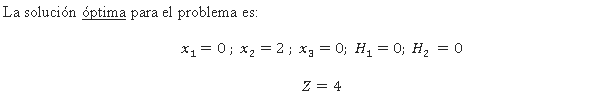 La solución óptima para el problema es:
x₁ = 0 ; x₂ = 2 ; x₃ = 0; H₁ = 0; H₂ = 0
Z = 4